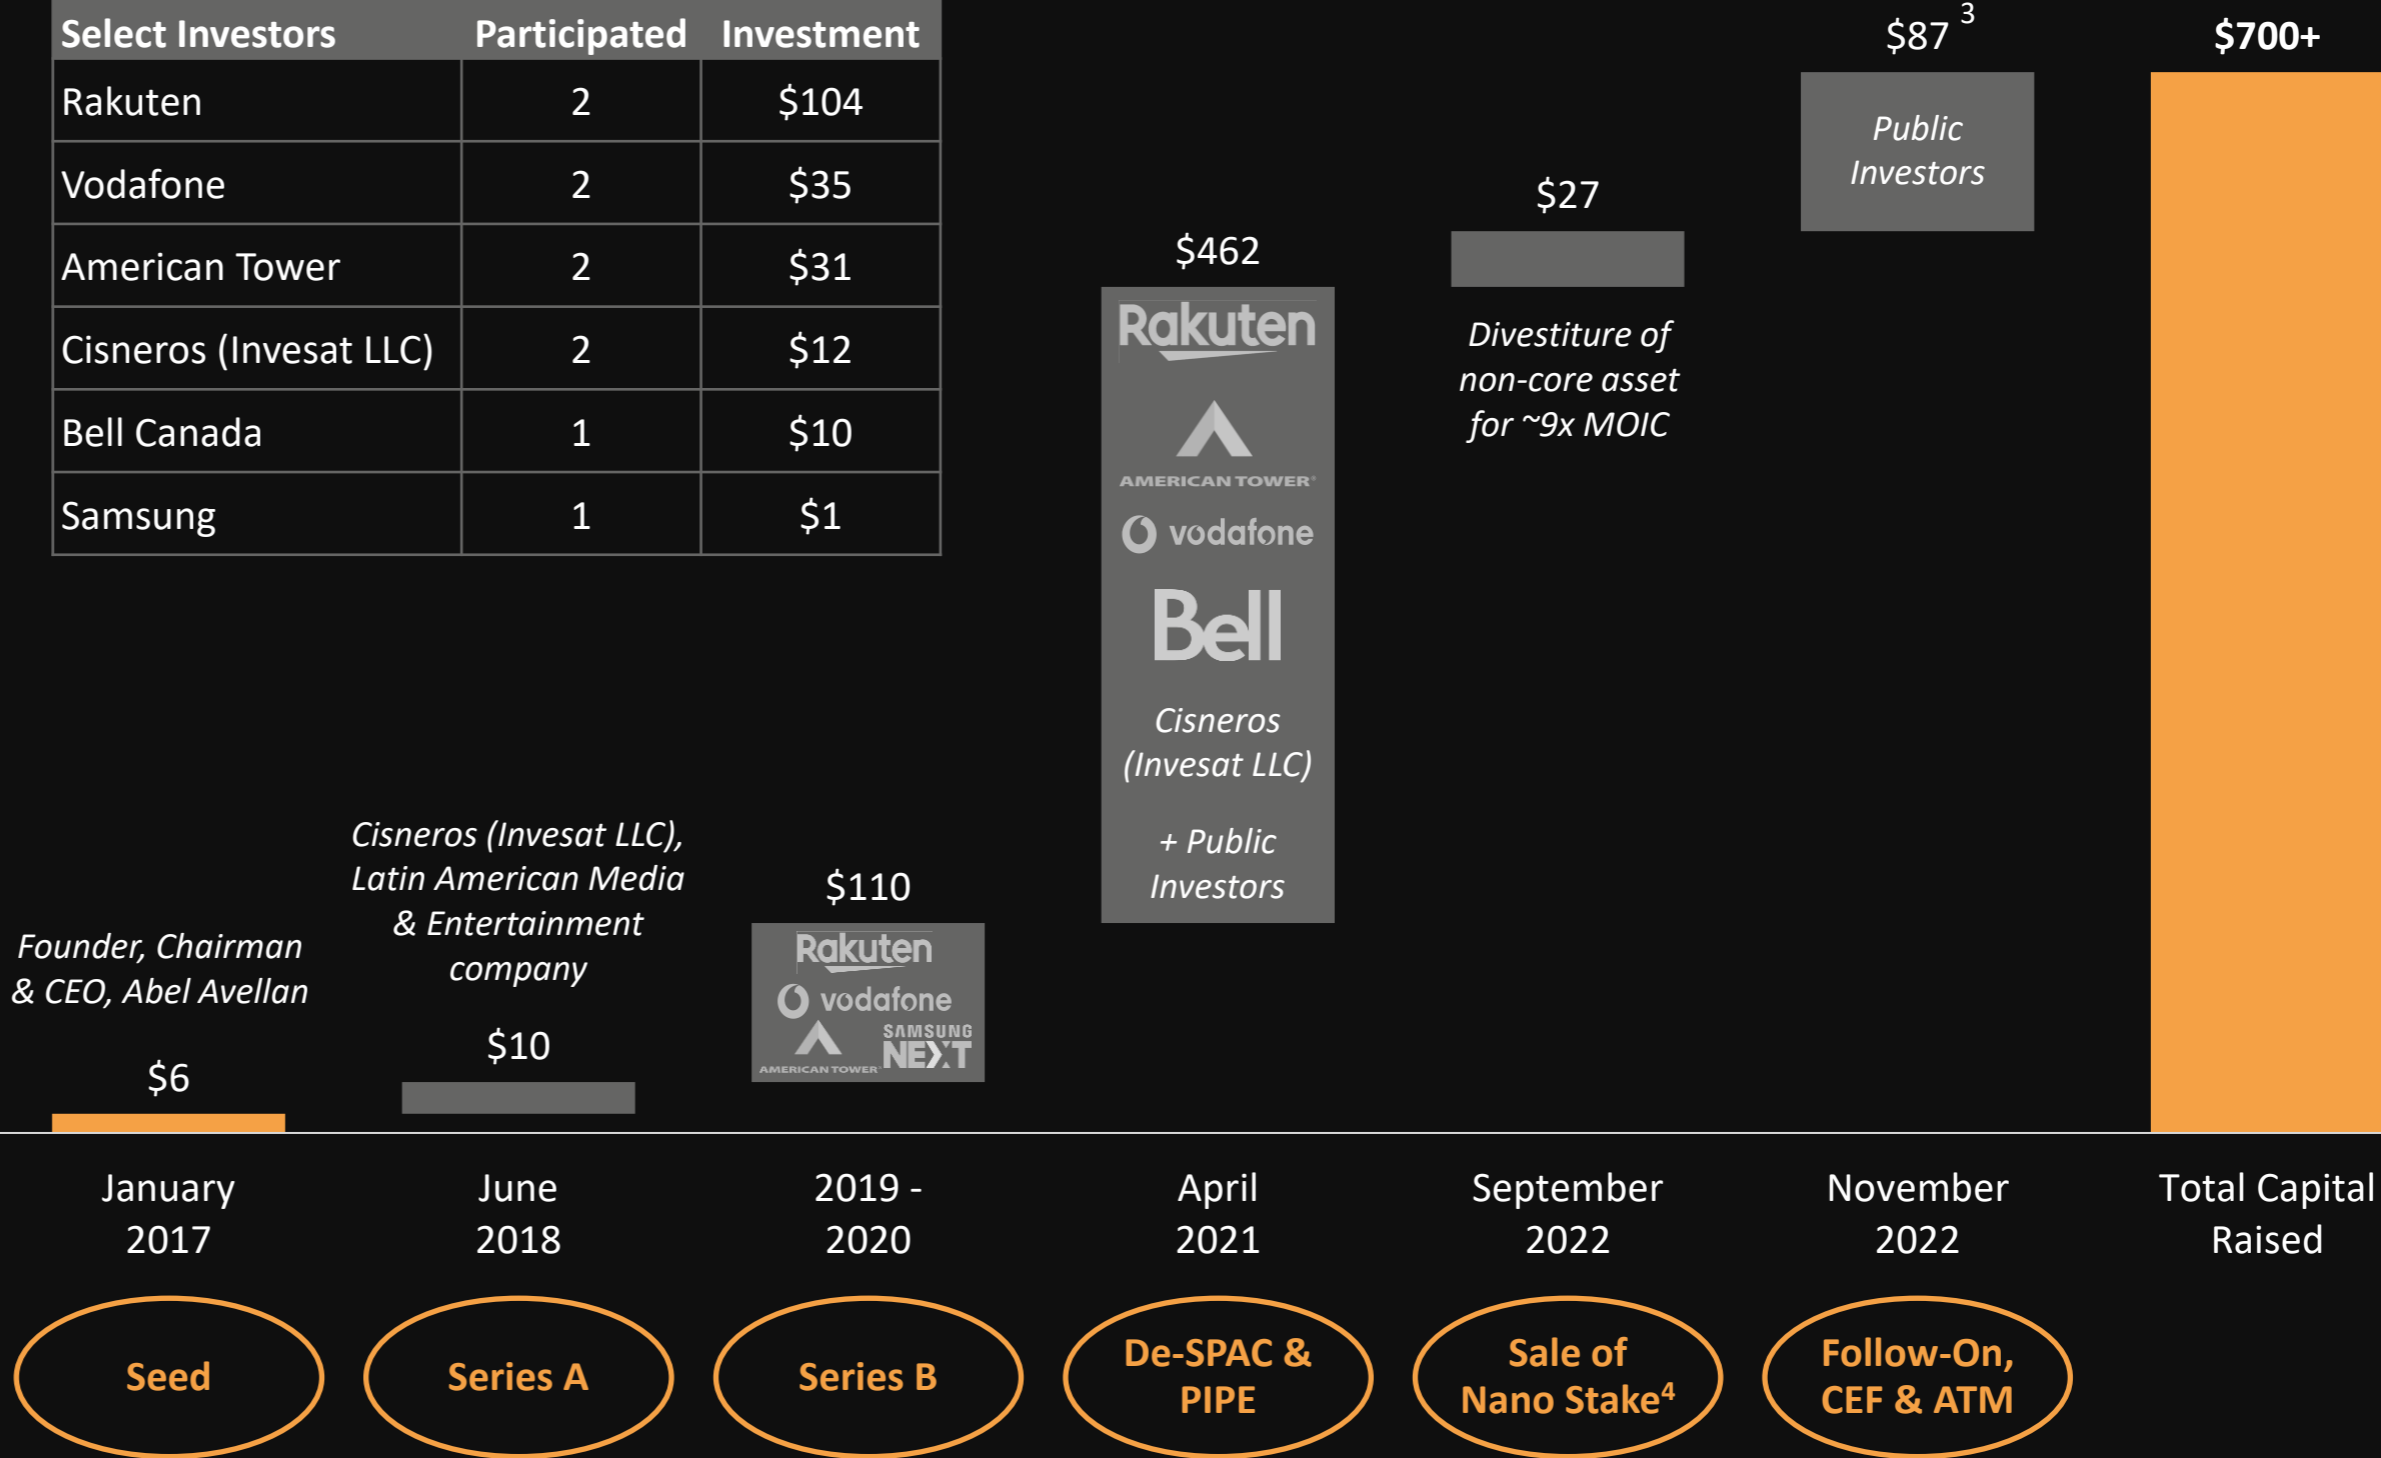 Select Investors Participated Investment
Rakuten 2 $104
Vodafone 2 $35
American Tower 2 $31
Cisneros (Invesat LLC) 2 $12
Bell Canada 1 $10
Samsung 1 $1
Founder, Chairman
& CEO, Abel Avellan
$6
Cisneros (Invesat LLC),
Latin American Media
& Entertainment
company
$10
$110
Rakuten
vodafone
AMERICAN TOWER
SAMSUNG
NEXT
$462
Rakuten
AMERICAN TOWER®
vodafone
Bell
Cisneros
(Invesat LLC)
+ Public
Investors
$27
Divestiture of
non-core asset
for ~9x MOIC
$87 3
Public
Investors
$700+
January
2017
June
2018
2019 -
2020
April
2021
September
2022
November
2022
Total Capital
Raised
Seed
Series A
Series B
De-SPAC &
PIPE
Sale of
Nano Stake4
Follow-On,
CEF & ATM